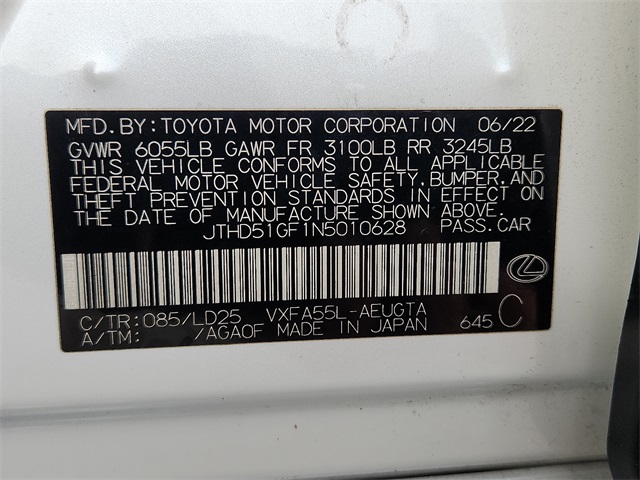 MFD. BY: TOYOTA MOTOR CORPORATION 06/22
GVWR 6055LB GAWR FR 3100LB RR 3245LB
THIS VEHICLE CONFORMS TO ALL APPLICABLE
FEDERAL MOTOR VEHICLE SAFETY, BUMPER, AND
THEFT PREVENTION STANDARDS IN EFFECT ON
THE DATE OF MANUFACTURE SHOWN ABOVE.
JTHD51GF1N5010628 PASS. CAR
C/TR: 085/LD25 VXFA55L-AEUGTA
A/TM: /AGA0F MADE IN JAPAN 645 C